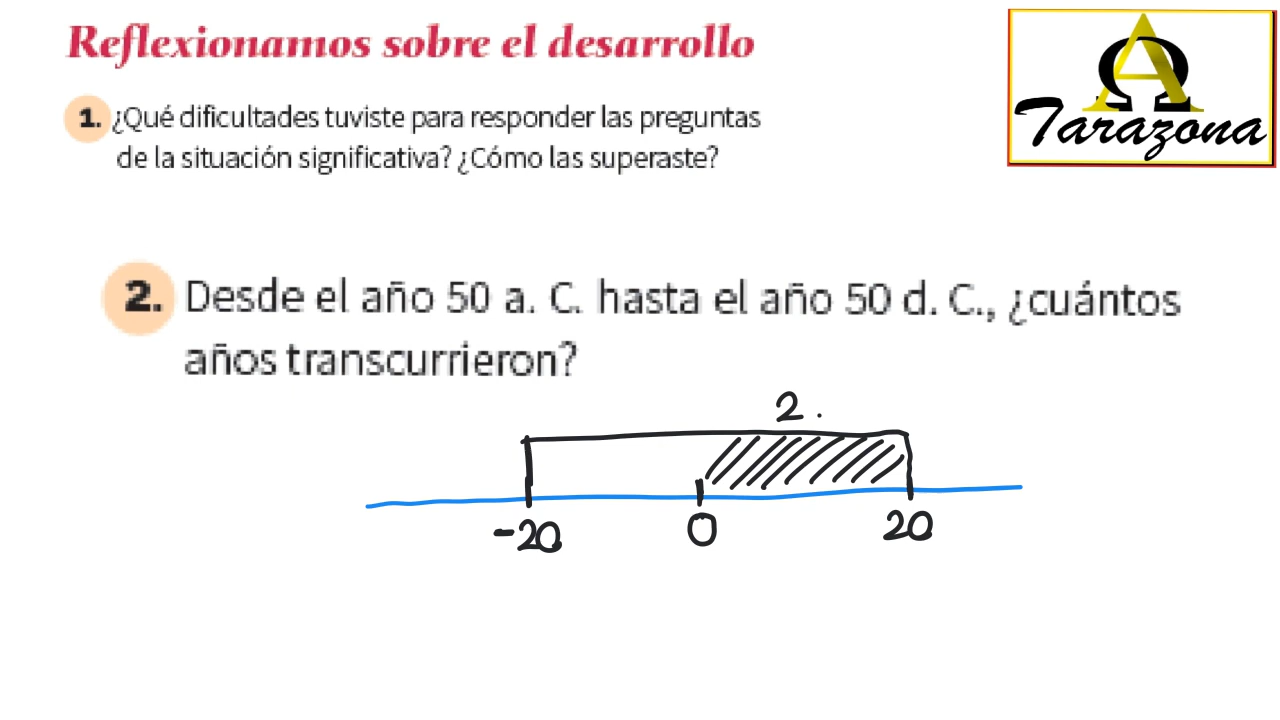 Reflexionamos sobre el desarrollo
1. ¿Qué dificultades tuviste para responder las preguntas
de la situación significativa? ¿Cómo las superaste?
Tarazona
2. Desde el año 50 a. C. hasta el año 50 d. C., ¿cuántos
años transcurrieron?
2.
-20 0 20